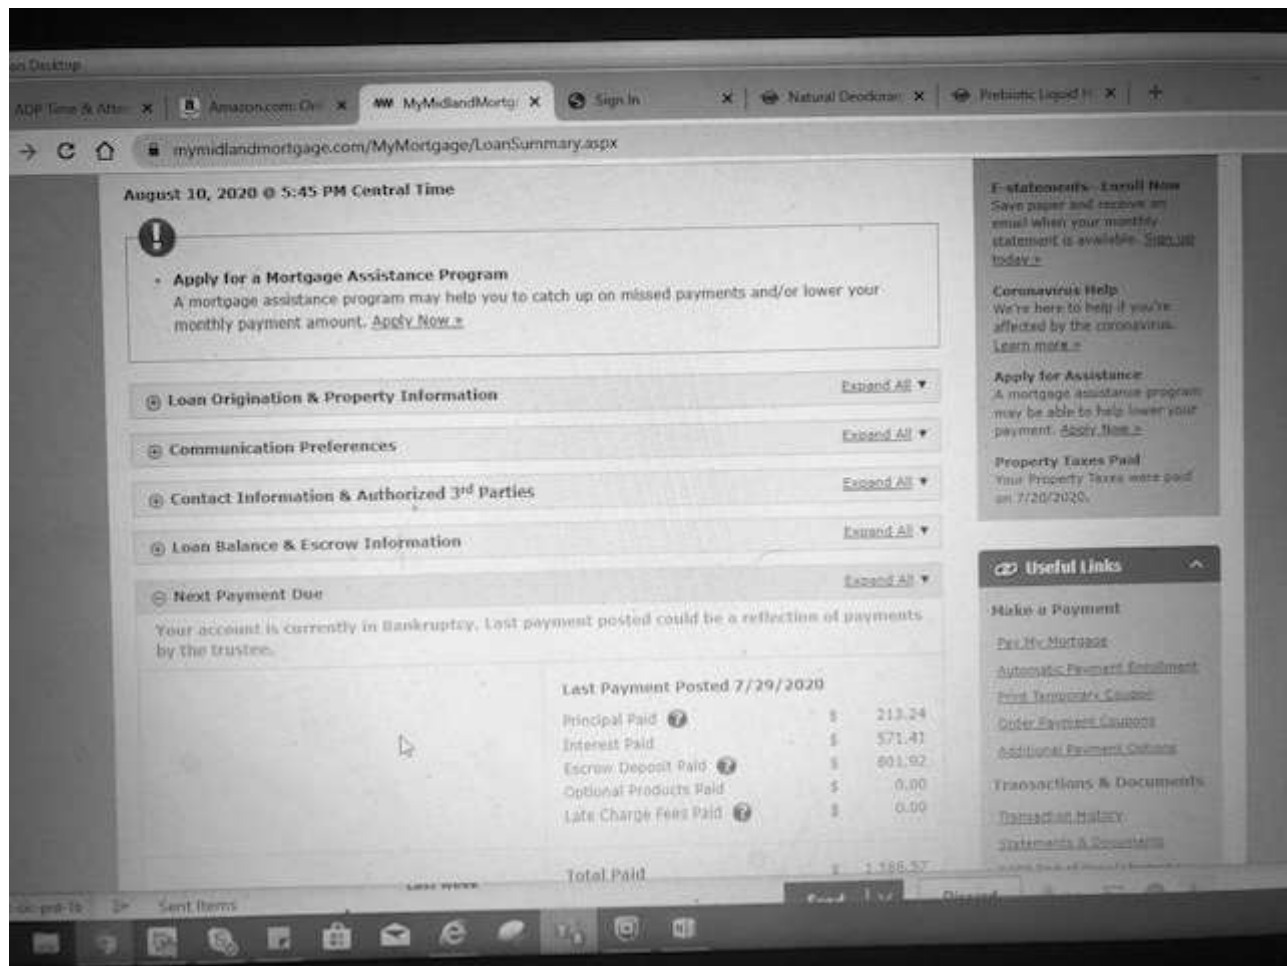 on Desktop
ADP Time & Atten
Amazon.com: On
MyMidlandMortga
Sign In
Natural Deodoran
Prebiotic Liquid H
mymidlandmortgage.com/MyMortgage/LoanSummary.aspx
August 10, 2020 @ 5:45 PM Central Time
Apply for a Mortgage Assistance Program
A mortgage assistance program may help you to catch up on missed payments and/or lower your
monthly payment amount. Apply Now »
Loan Origination & Property Information Expand All ▼
Communication Preferences Expand All ▼
Contact Information & Authorized 3rd Parties Expand All ▼
Loan Balance & Escrow Information Expand All ▼
Next Payment Due Expand All ▼
Your account is currently in Bankruptcy. Last payment posted could be a reflection of payments
by the trustee.
Last Payment Posted 7/29/2020
Principal Paid $ 213.24
Interest Paid $ 571.41
Escrow Deposit Paid $
Optional Products Paid $ 0.00
Late Charge Fees Paid $ 0.00
Total Paid $
E-statements - Enroll Now
Save paper and receive an
email when your monthly
statement is available. Sign up
today »
Coronavirus Help
We're here to help if you're
affected by the coronavirus.
Learn more »
Apply for Assistance
A mortgage assistance program
may be able to help lower your
payment. Apply Now »
Property Taxes Paid
Your Property Taxes were paid
on 7/20/2020.
Useful Links
Make a Payment
Pay My Mortgage
Automatic Payment Enrollment
Print Temporary Coupon
Order Payment Coupons
Additional Payment Options
Transactions & Documents
Transaction History
Statements & Documents
Last Week
Send
Discard
Sent Items